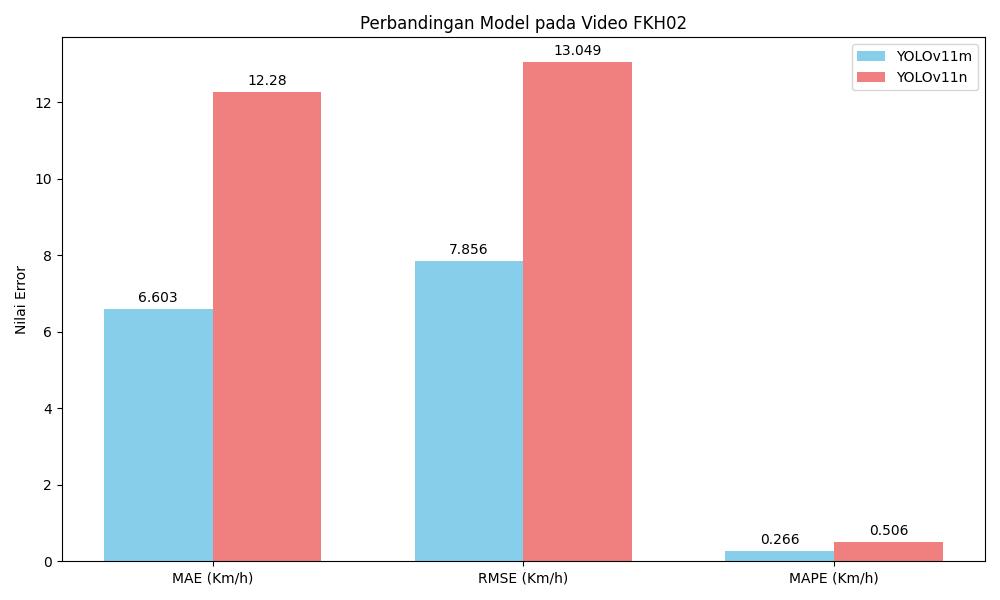 Perbandingan Model pada Video FKH02
YOLOv11m
YOLOv11n
Nilai Error
12
10
8
6
4
2
0
6.603
12.28
7.856
13.049
0.266
0.506
MAE (Km/h)
RMSE (Km/h)
MAPE (Km/h)